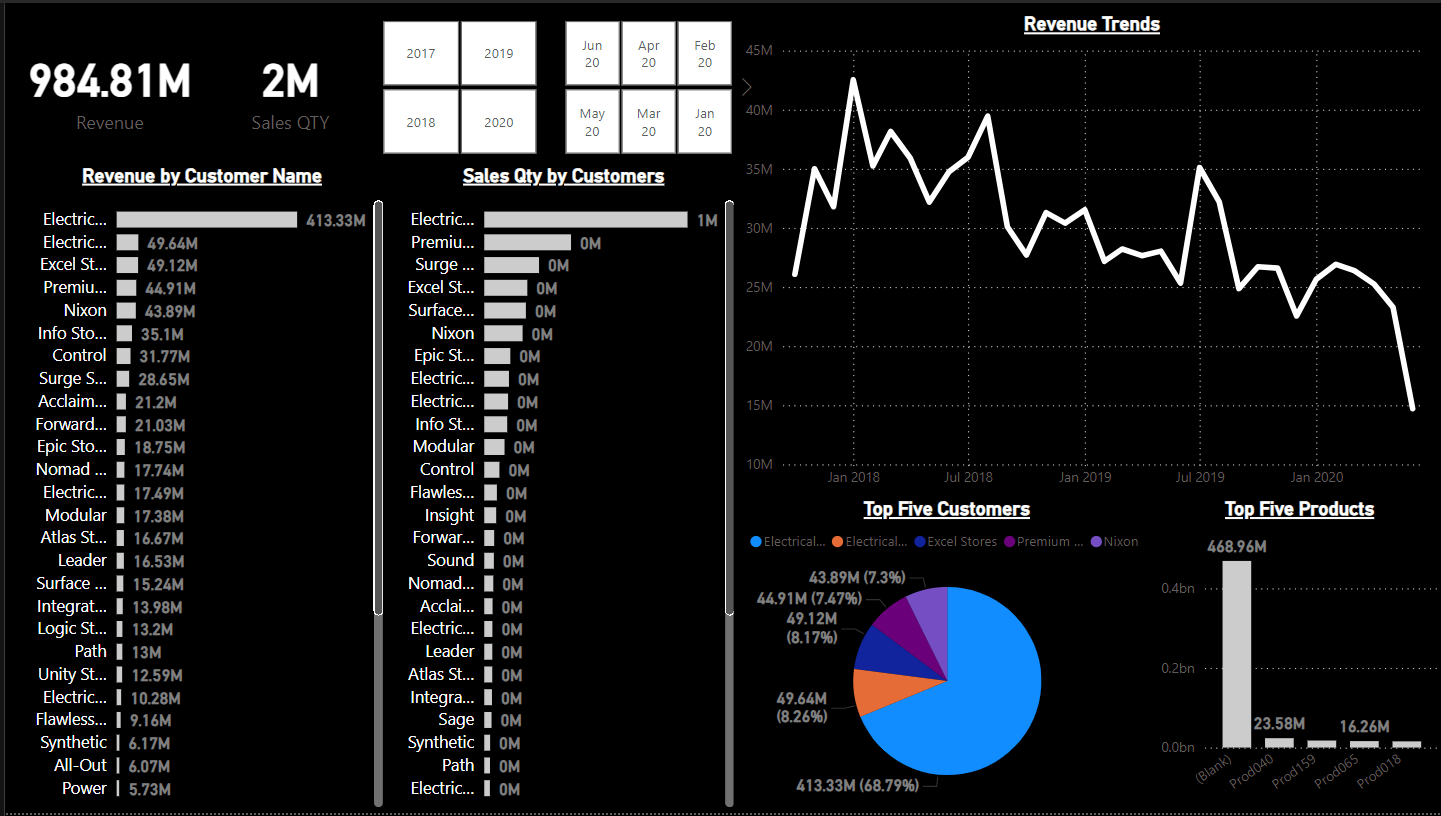 984.81M
Revenue
2M
Sales QTY
2017
2019
2018
2020
Jun
20
Apr
20
Feb
20
May
20
Mar
20
Jan
20
Revenue by Customer Name
Electric... 413.33M
Electric... 49.64M
Excel St... 49.12M
Premiu... 44.91M
Nixon 43.89M
Info Sto... 35.1M
Control 31.77M
Surge S... 28.65M
Acclaim... 21.2M
Forward... 21.03M
Epic Sto... 18.75M
Nomad ... 17.74M
Electric... 17.49M
Modular 17.38M
Atlas St... 16.67M
Leader 16.53M
Surface ... 15.24M
Integrat... 13.98M
Logic St... 13.2M
Path 13M
Unity St... 12.59M
Electric... 10.28M
Flawless... 9.16M
Synthetic 6.17M
All-Out 6.07M
Power 5.73M
Sales Qty by Customers
Electric... 1M
Premiu... 0M
Surge ... 0M
Excel St... 0M
Surface... 0M
Nixon 0M
Epic St... 0M
Electric... 0M
Electric... 0M
Info St... 0M
Modular 0M
Control 0M
Flawles... 0M
Insight 0M
Forwar... 0M
Sound 0M
Nomad... 0M
Acclai... 0M
Electric... 0M
Leader 0M
Atlas St... 0M
Integra... 0M
Sage 0M
Synthetic 0M
Path 0M
Electric... 0M
Revenue Trends
45M
40M
35M
30M
25M
20M
15M
10M
Jan 2018 Jul 2018 Jan 2019 Jul 2019 Jan 2020
Top Five Customers
Electrical... Electrical... Excel Stores Premium ... Nixon
43.89M (7.3%)
44.91M (7.47%)
49.12M
(8.17%)
49.64M
(8.26%)
413.33M (68.79%)
Top Five Products
468.96M
0.4bn
0.2bn
23.58M
16.26M
0.0bn
(Blank) Prod040 Prod159 Prod065 Prod018